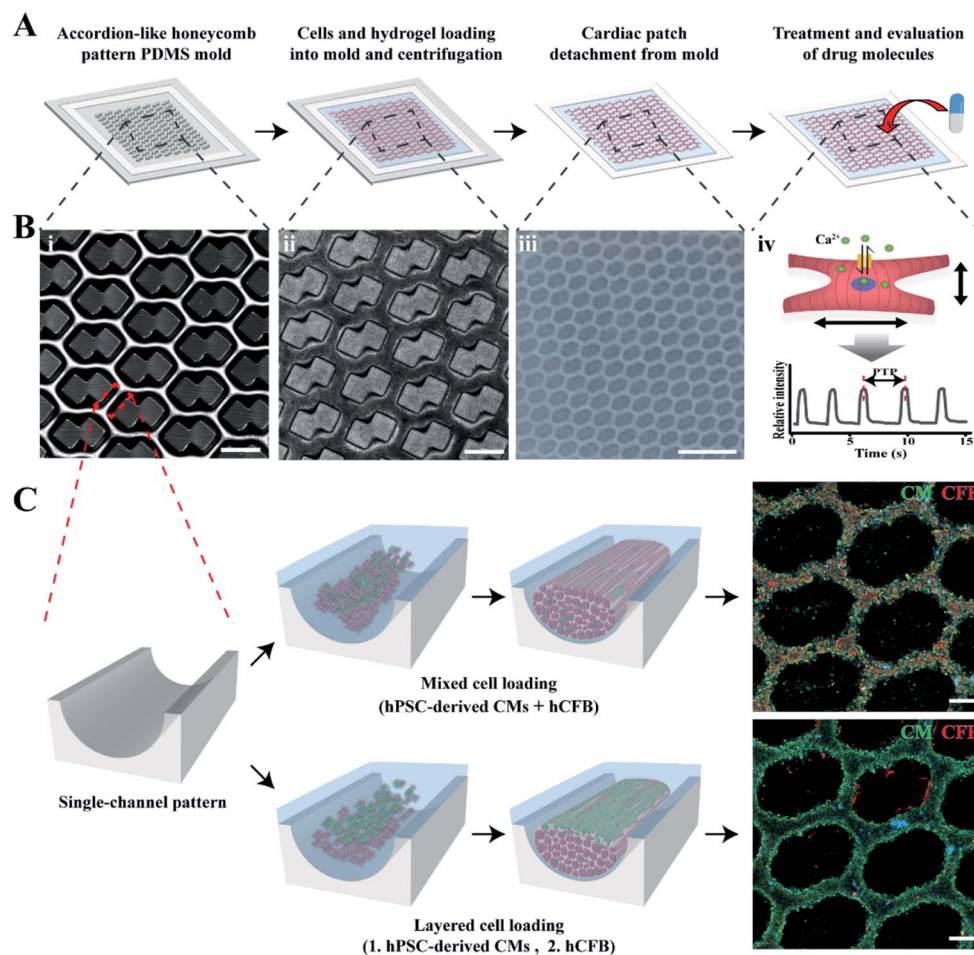 A
Accordion-like honeycomb
pattern PDMS mold
Cells and hydrogel loading
into mold and centrifugation
Cardiac patch
detachment from mold
Treatment and evaluation
of drug molecules
B
i
ii
iii
iv
Ca²⁺
PTP
Relative intensity
0 5 10 15
Time (s)
C
Single-channel pattern
Mixed cell loading
(hPSC-derived CMs + hCFB)
CM/CFB
Layered cell loading
(1. hPSC-derived CMs , 2. hCFB)
CM/CFB